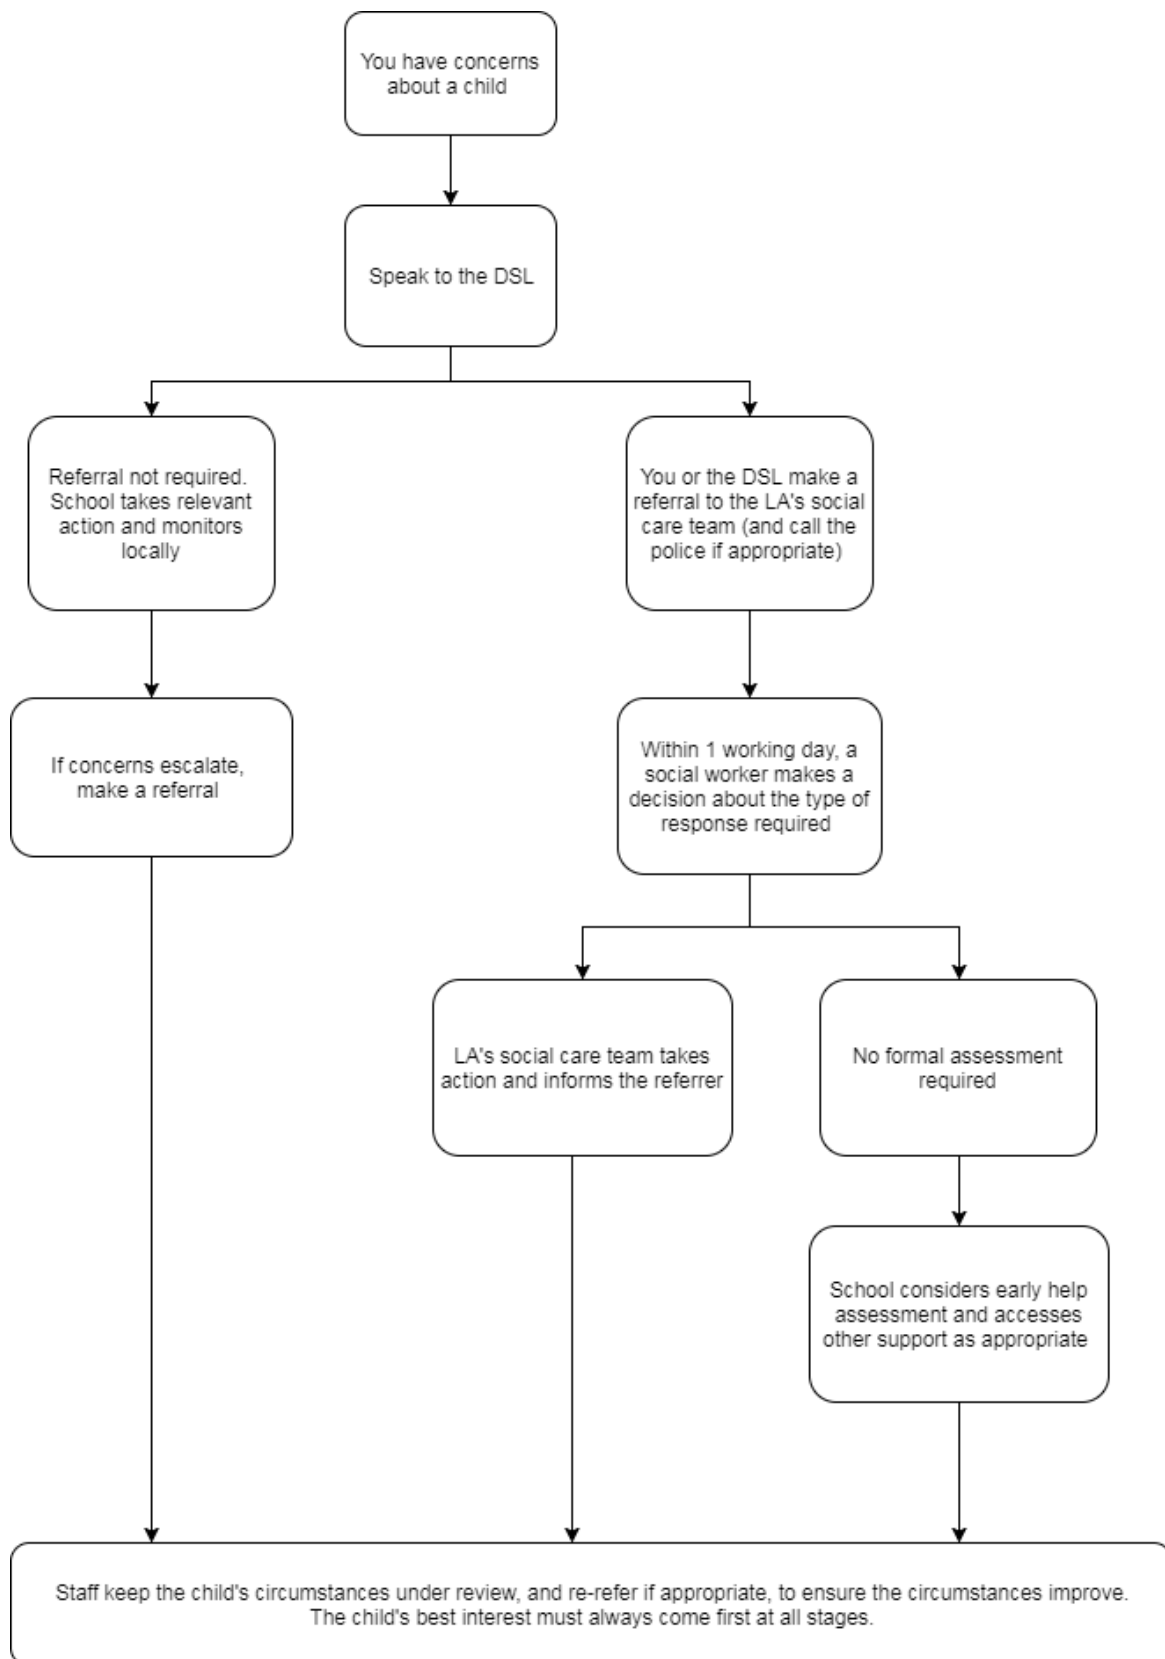 You have concerns
about a child
Speak to the DSL
Referral not required.
School takes relevant
action and monitors
locally
You or the DSL make a
referral to the LA's social
care team (and call the
police if appropriate)
If concerns escalate,
make a referral
Within 1 working day, a
social worker makes a
decision about the type of
response required
LA's social care team takes
action and informs the referrer
No formal assessment
required
School considers early help
assessment and accesses
other support as appropriate
Staff keep the child's circumstances under review, and re-refer if appropriate, to ensure the circumstances improve.
The child's best interest must always come first at all stages.